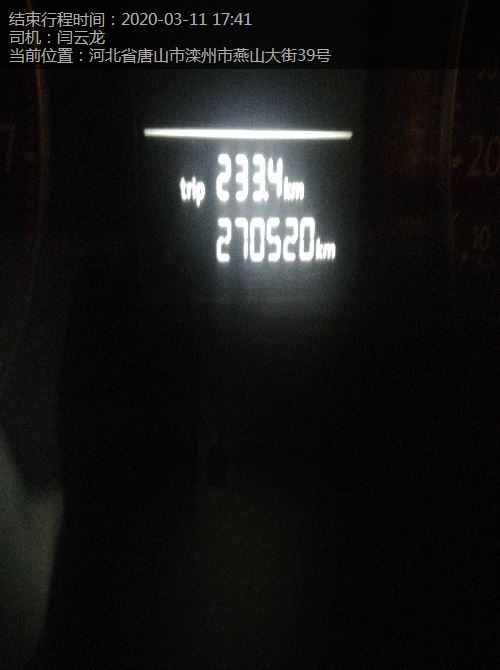 结束行程时间：2020-03-11 17:41
司机：闫云龙
当前位置：河北省唐山市滦州市燕山大街39号
trip 233.4km
270520km